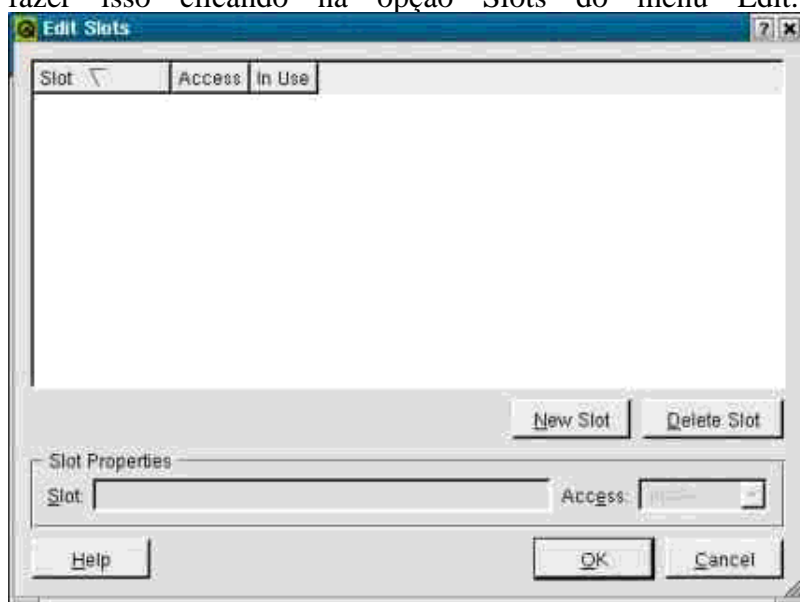 fazer isso clicando na opção Slots do menu Edit.
Edit Slots
Slot Access In Use
New Slot Delete Slot
Slot Properties
Slot: Access:
Help OK Cancel